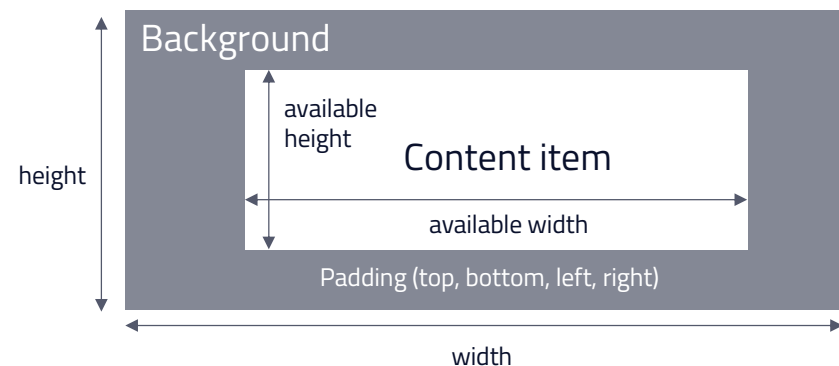 Background
available
height
Content item
height
available width
Padding (top, bottom, left, right)
width